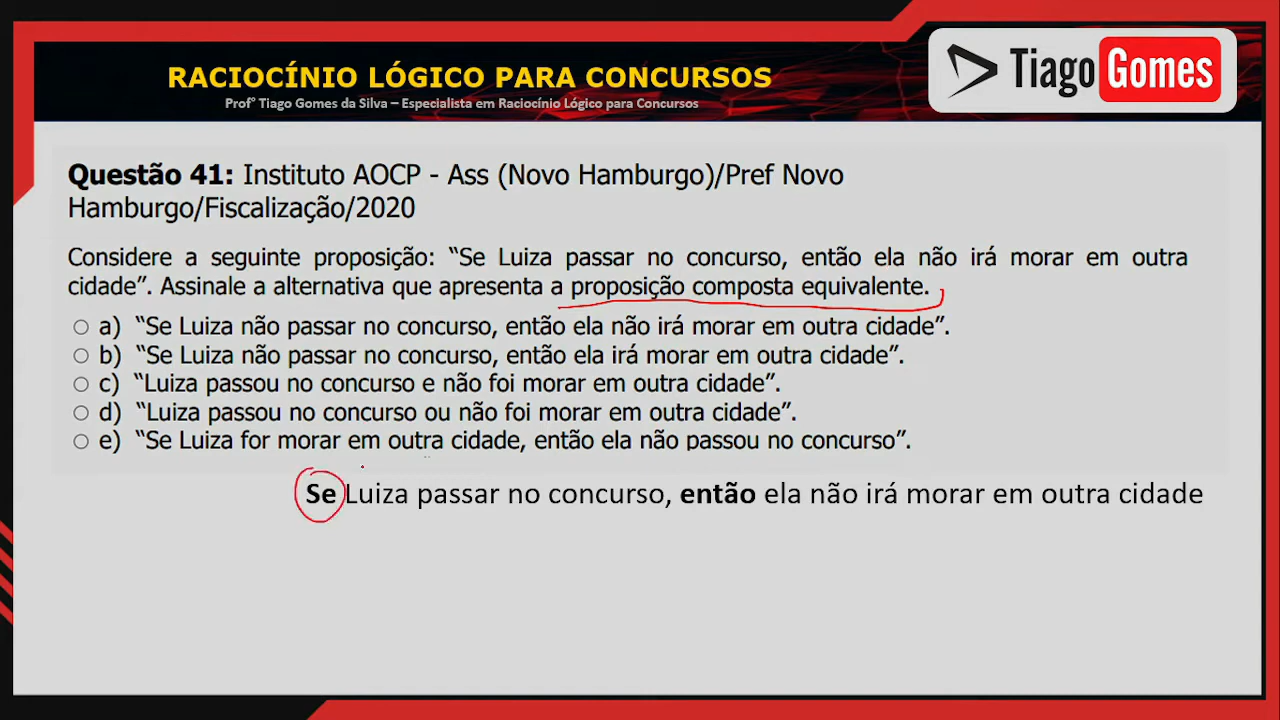 RACIOCÍNIO LÓGICO PARA CONCURSOS
Profº Tiago Gomes da Silva – Especialista em Raciocínio Lógico para Concursos
Tiago Gomes
Questão 41: Instituto AOCP - Ass (Novo Hamburgo)/Pref Novo
Hamburgo/Fiscalização/2020
Considere a seguinte proposição: “Se Luiza passar no concurso, então ela não irá morar em outra
cidade”. Assinale a alternativa que apresenta a proposição composta equivalente.
a) “Se Luiza não passar no concurso, então ela não irá morar em outra cidade”.
b) “Se Luiza não passar no concurso, então ela irá morar em outra cidade”.
c) “Luiza passou no concurso e não foi morar em outra cidade”.
d) “Luiza passou no concurso ou não foi morar em outra cidade”.
e) “Se Luiza for morar em outra cidade, então ela não passou no concurso”.
Se Luiza passar no concurso, então ela não irá morar em outra cidade